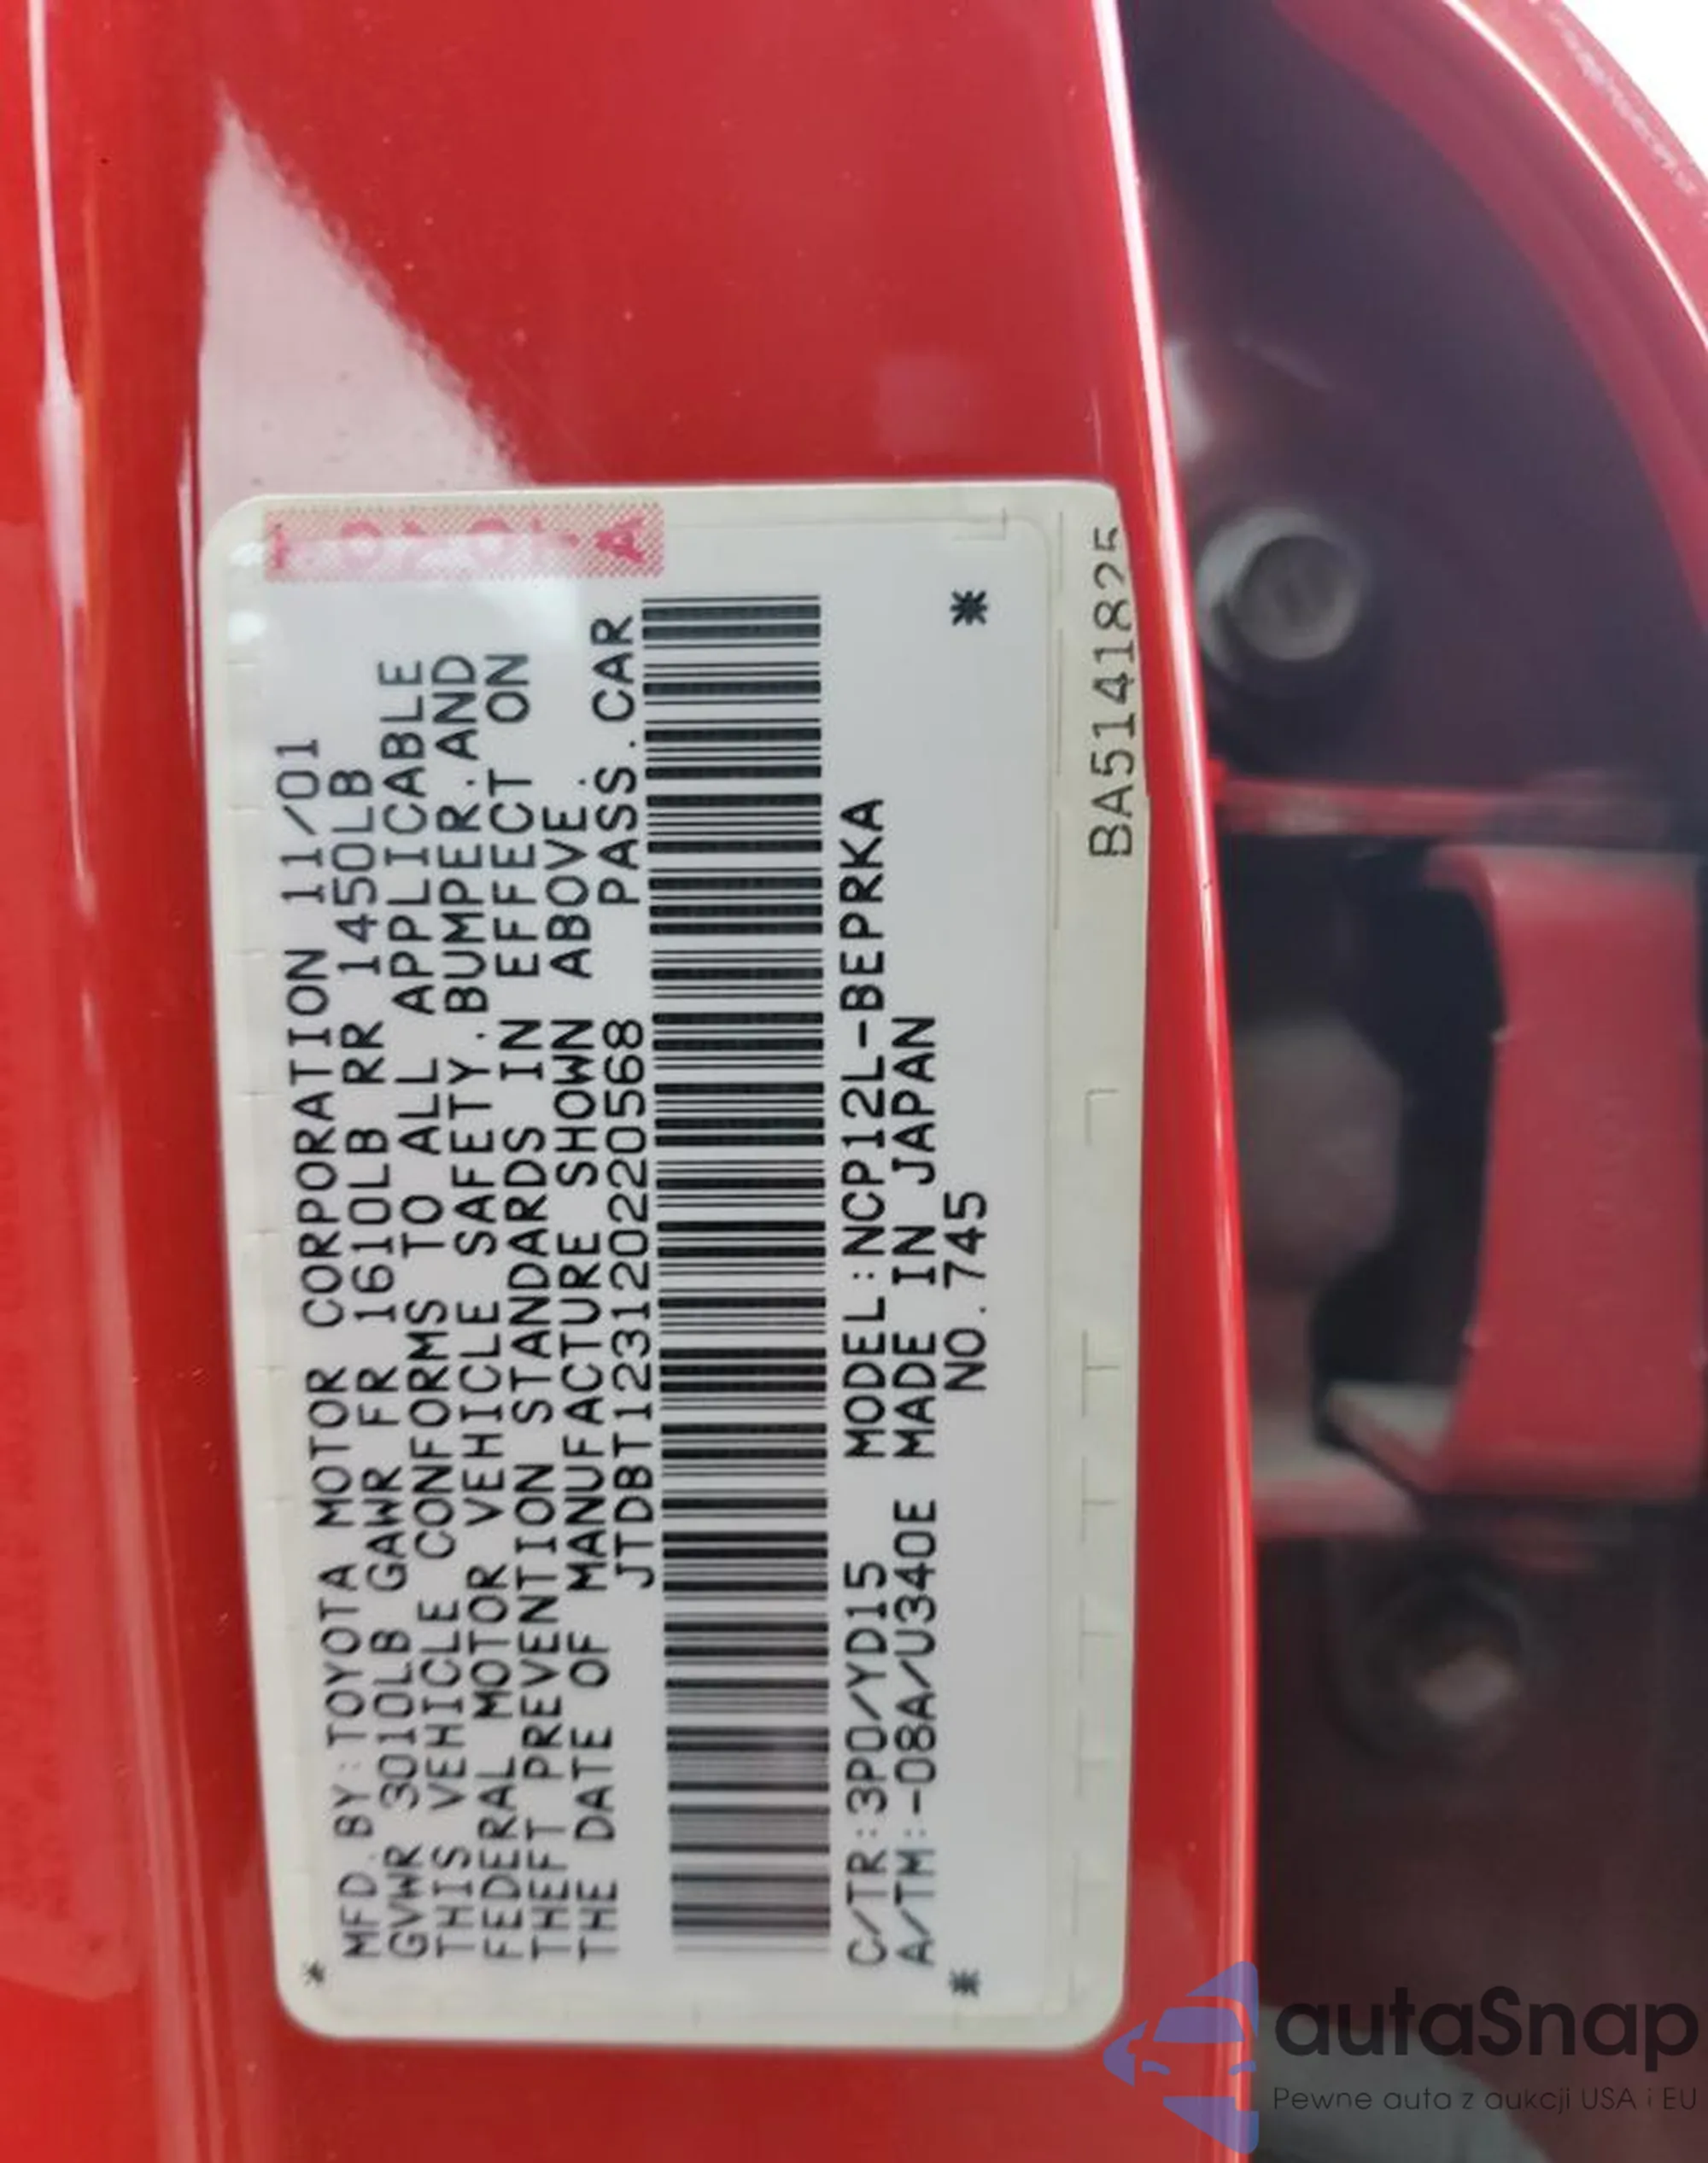 TOYOTA
MFD.BY:TOYOTA MOTOR CORPORATION 11/01
GVWR 3010LB GAWR FR 1610LB RR 1450LB
THIS VEHICLE CONFORMS TO ALL APPLICABLE
FEDERAL MOTOR VEHICLE SAFETY.BUMPER.AND
THEFT PREVENTION STANDARDS IN EFFECT ON
THE DATE OF MANUFACTURE SHOWN ABOVE.
JTDBT123120220568 PASS.CAR
C/TR:3P0/YD15 MODEL:NCP12L-BEPRKA
A/TM:-08A/U340E MADE IN JAPAN
NO.745
BA5141825
autaSnap
Pewne auta z aukcji USA i EU